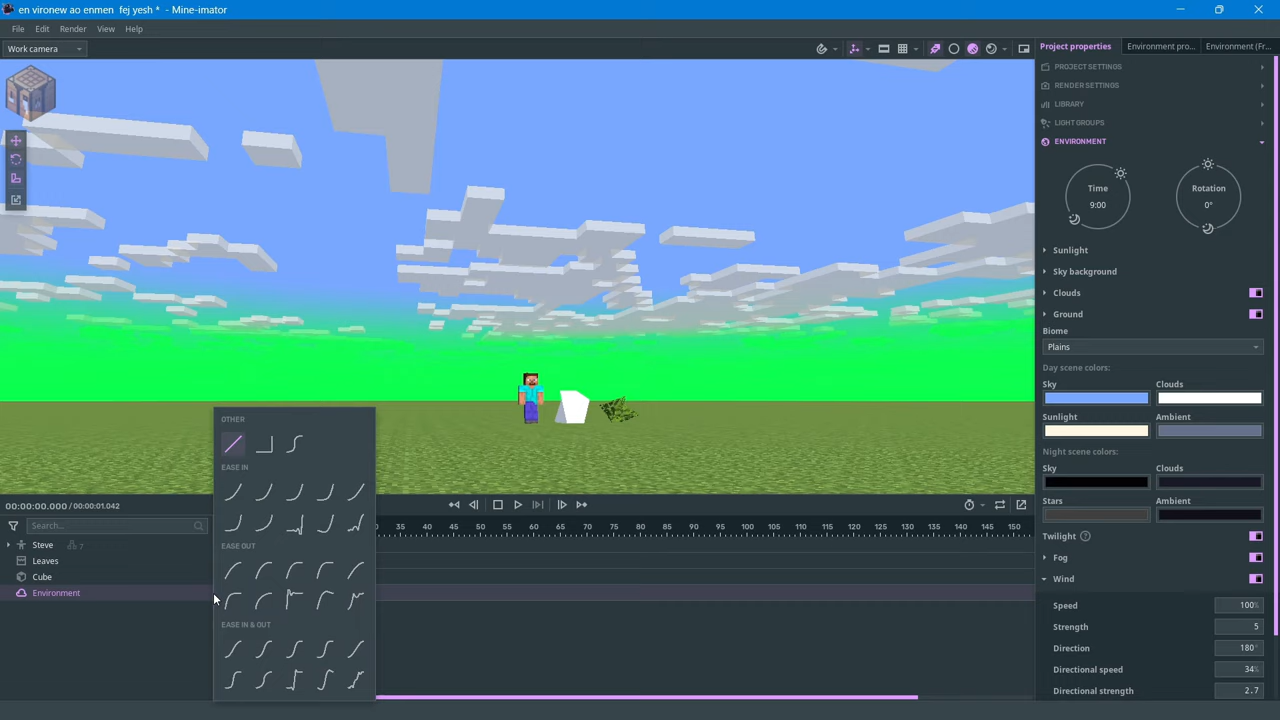 en vironew ao enmen  fej yesh * - Mine-imator
File Edit Render View Help
Work camera
Project properties Environment pro... Environment (Fr...
PROJECT SETTINGS
RENDER SETTINGS
LIBRARY
LIGHT GROUPS
ENVIRONMENT
Time Rotation
9:00 0°
Sunlight
Sky background
Clouds
Ground
Biome
Plains
Day scene colors:
Sky Clouds
Sunlight Ambient
Night scene colors:
Sky Clouds
Stars Ambient
Twilight ?
Fog
Wind
Speed 100%
Strength 5
Direction 180°
Directional speed 34%
Directional strength 2.7
OTHER
EASE IN
EASE OUT
EASE IN & OUT
00:00:00.000 / 00:00:01.042
Search...
35 40 45 50 55 60 65 70 75 80 85 90 95 100 105 110 115 120 125 130 135 140 145 150
Steve 7
Leaves
Cube
Environment